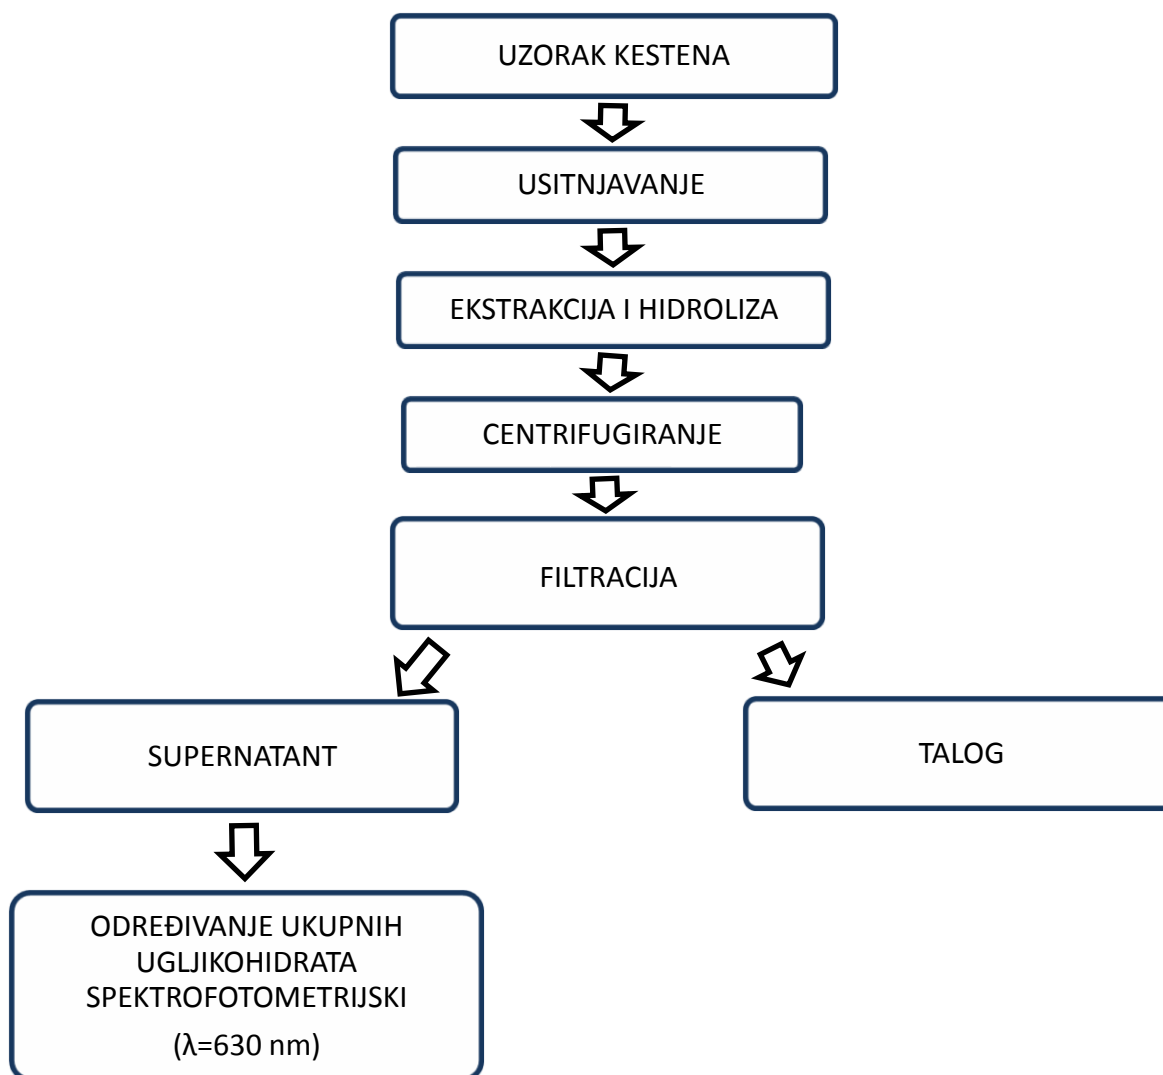 UZORAK KESTENA
USITNJAVANJE
EKSTRAKCIJA I HIDROLIZA
CENTRIFUGIRANJE
FILTRACIJA
SUPERNATANT
TALOG
ODREĐIVANJE UKUPNIH
UGLJIKOHIDRATA
SPEKTROFOTOMETRIJSKI
(λ=630 nm)